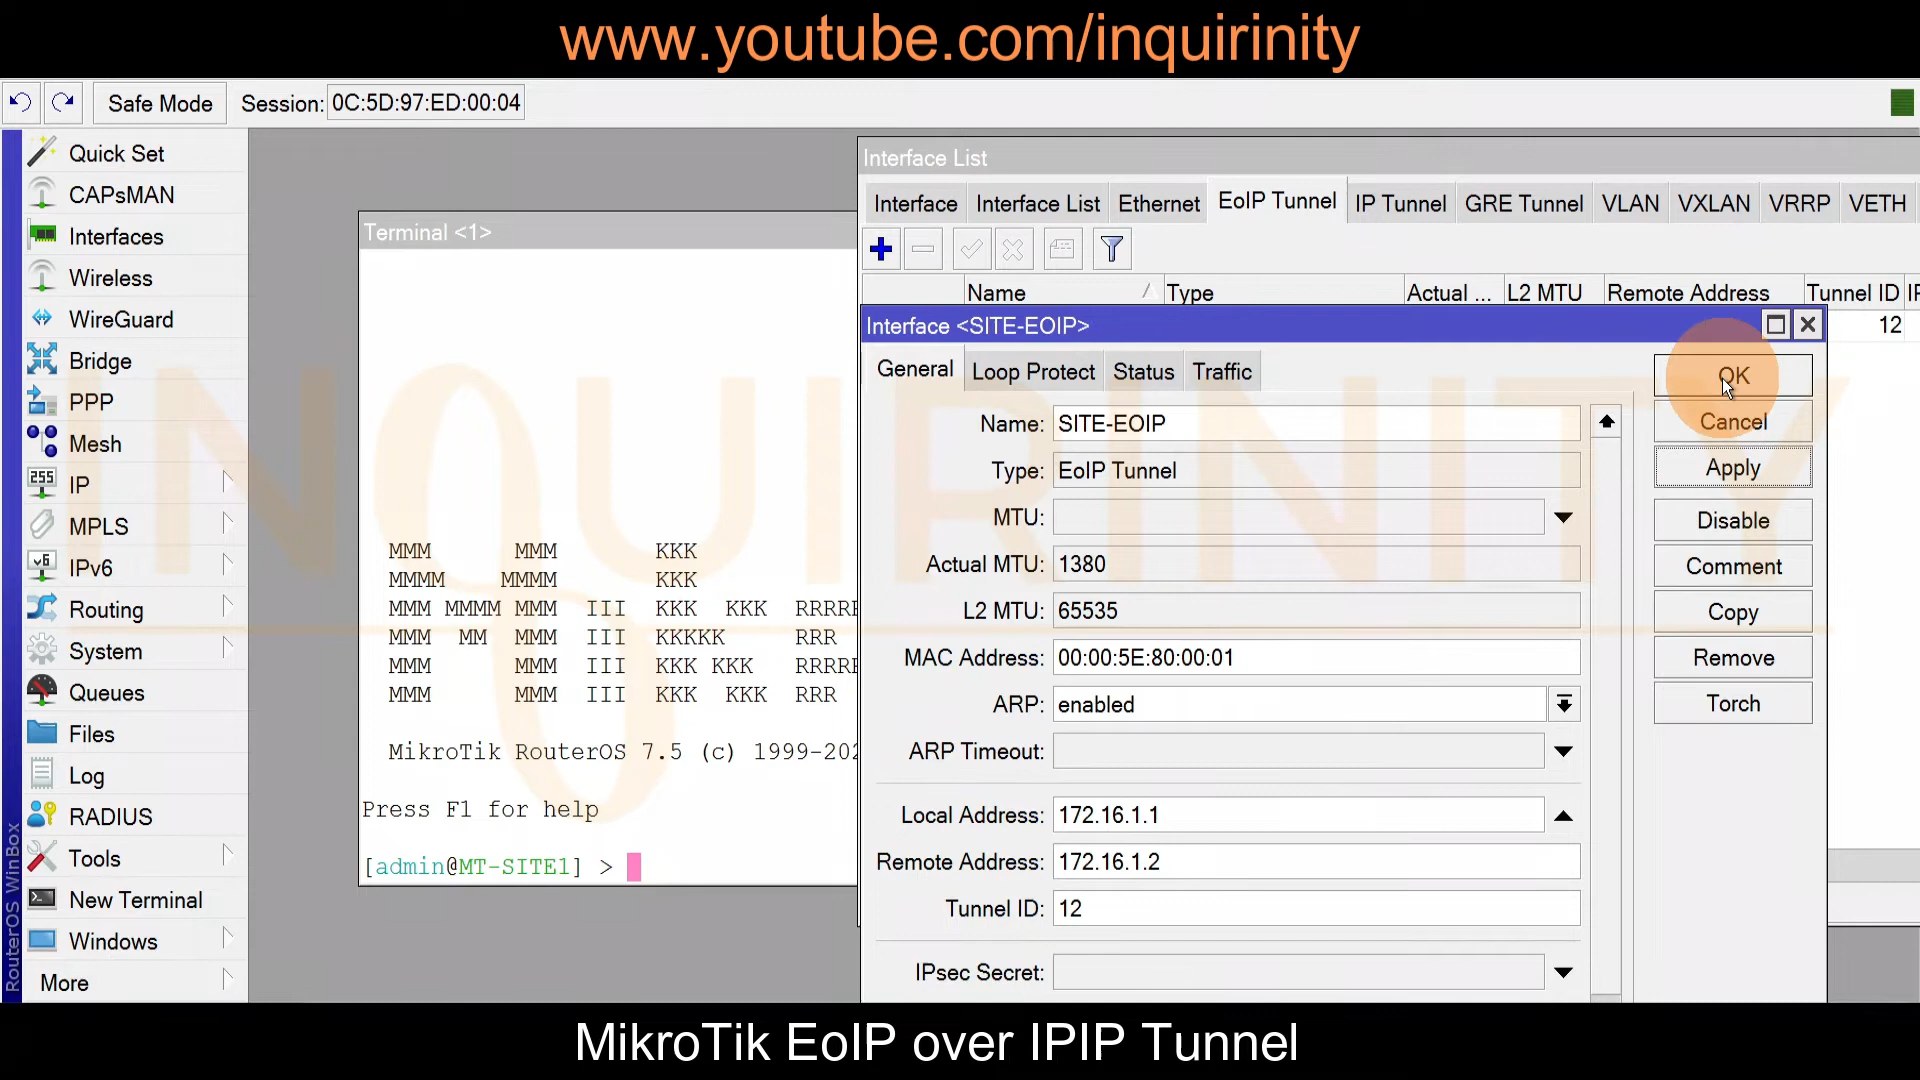 www.youtube.com/inquirinity
Safe Mode
Session: 0C:5D:97:ED:00:04
Quick Set
CAPsMAN
Interfaces
Wireless
WireGuard
Bridge
PPP
Mesh
IP
MPLS
IPv6
Routing
System
Queues
Files
Log
RADIUS
Tools
New Terminal
Windows
More
RouterOS WinBox
Terminal <1>
MMM MMM KKK
MMMM MMMM KKK
MMM MMMM MMM III KKK KKK RRRR
MMM MM MMM III KKKKK RRR
MMM MMM III KKK KKK RRRR
MMM MMM III KKK KKK RRR
MikroTik RouterOS 7.5 (c) 1999-202
Press F1 for help
[admin@MT-SITE1] >
Interface List
Interface Interface List Ethernet EoIP Tunnel IP Tunnel GRE Tunnel VLAN VXLAN VRRP VETH
Name Type Actual ... L2 MTU Remote Address Tunnel ID IP
12
Interface <SITE-EOIP>
General Loop Protect Status Traffic
Name: SITE-EOIP
Type: EoIP Tunnel
MTU:
Actual MTU: 1380
L2 MTU: 65535
MAC Address: 00:00:5E:80:00:01
ARP: enabled
ARP Timeout:
Local Address: 172.16.1.1
Remote Address: 172.16.1.2
Tunnel ID: 12
IPsec Secret:
OK
Cancel
Apply
Disable
Comment
Copy
Remove
Torch
INQUIRINITY
MikroTik EoIP over IPIP Tunnel